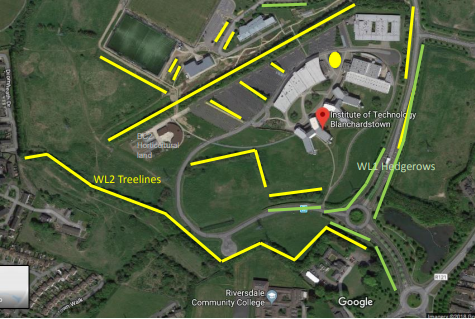 Institute of Technology
Blanchardstown
Horticultural
land
WL2 Treelines
WL2 Hedgerows
Riversdale
Community College
Google
R121